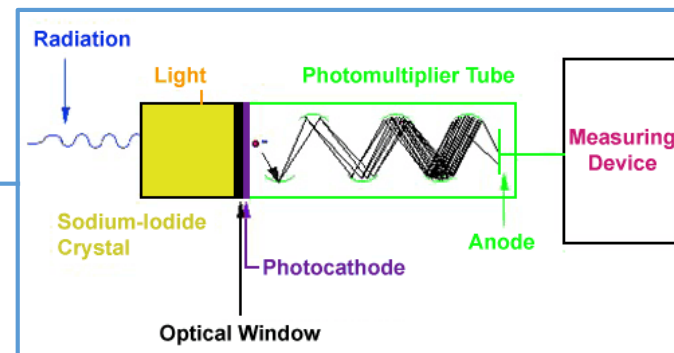 Radiation
Light
Photomultiplier Tube
Measuring
Device
Sodium-Iodide
Crystal
Anode
Photocathode
Optical Window